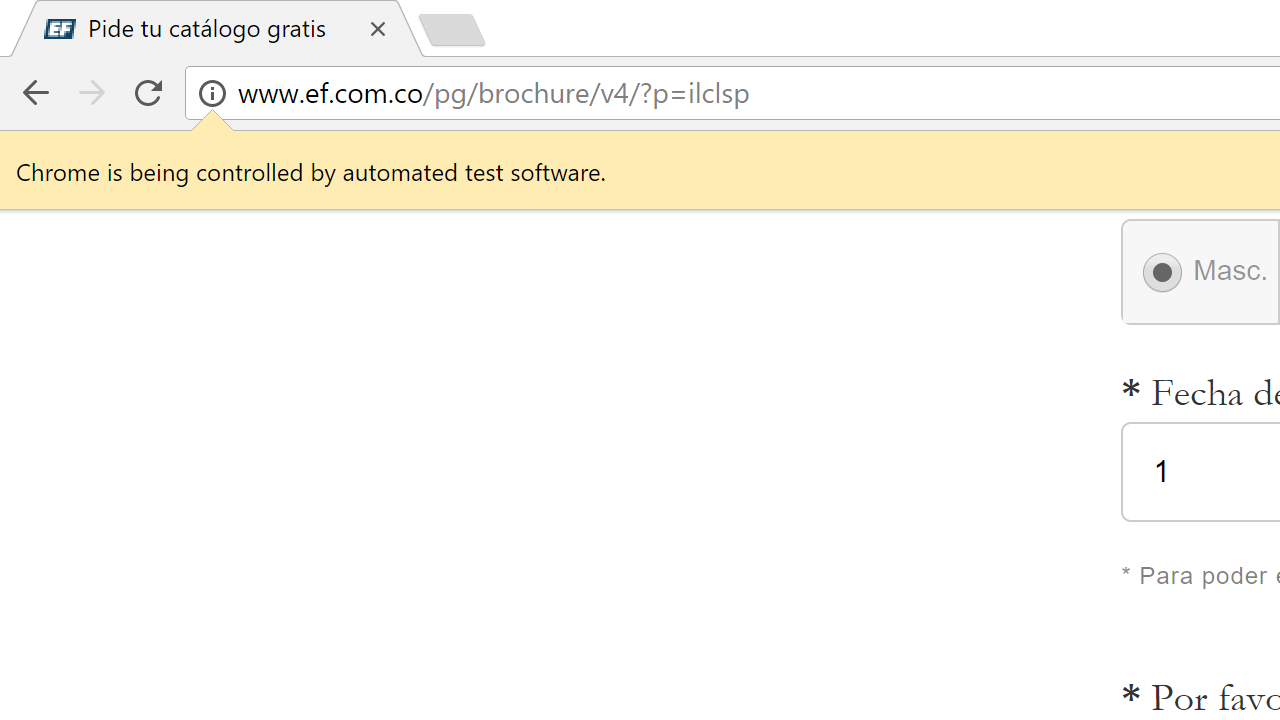 EF Pide tu catálogo gratis
www.ef.com.co/pg/brochure/v4/?p=ilclsp
Chrome is being controlled by automated test software.
Masc.
* Fecha de
1
* Para poder e
* Por favo